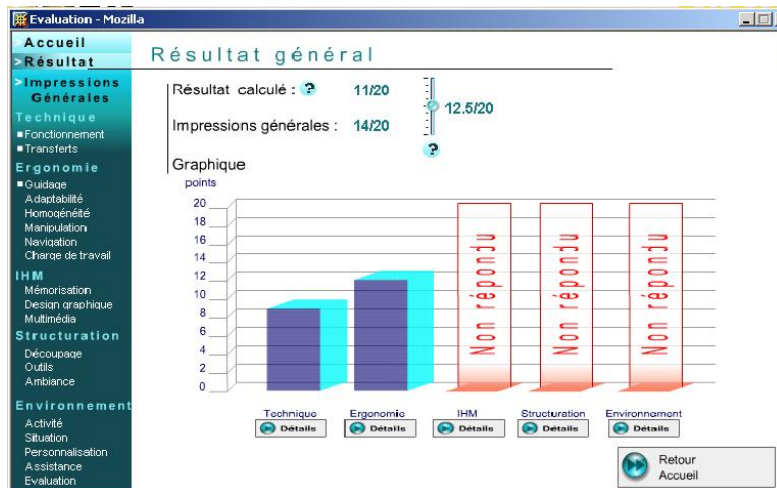 Evaluation - Mozilla
>Accueil
>Résultat
>Impressions
Générales
Technique
Fonctionnement
Transferts
Ergonomie
Guidage
Adaptabilité
Homogénéité
Manipulation
Navigation
Charge de travail
IHM
Mémorisation
Design graphique
Multimédia
Structuration
Découpage
Outils
Ambiance
Environnement
Activité
Situation
Personnalisation
Assistance
Evaluation
Résultat général
Résultat calculé : ? 11/20
12.5/20
Impressions générales : 14/20
?
Graphique
points
20
18
16
14
12
10
8
6
4
2
0
Non répondu
Non répondu
Non répondu
Technique Ergonomie IHM Structuration Environnement
Détails Détails Détails Détails Détails
Retour
Accueil